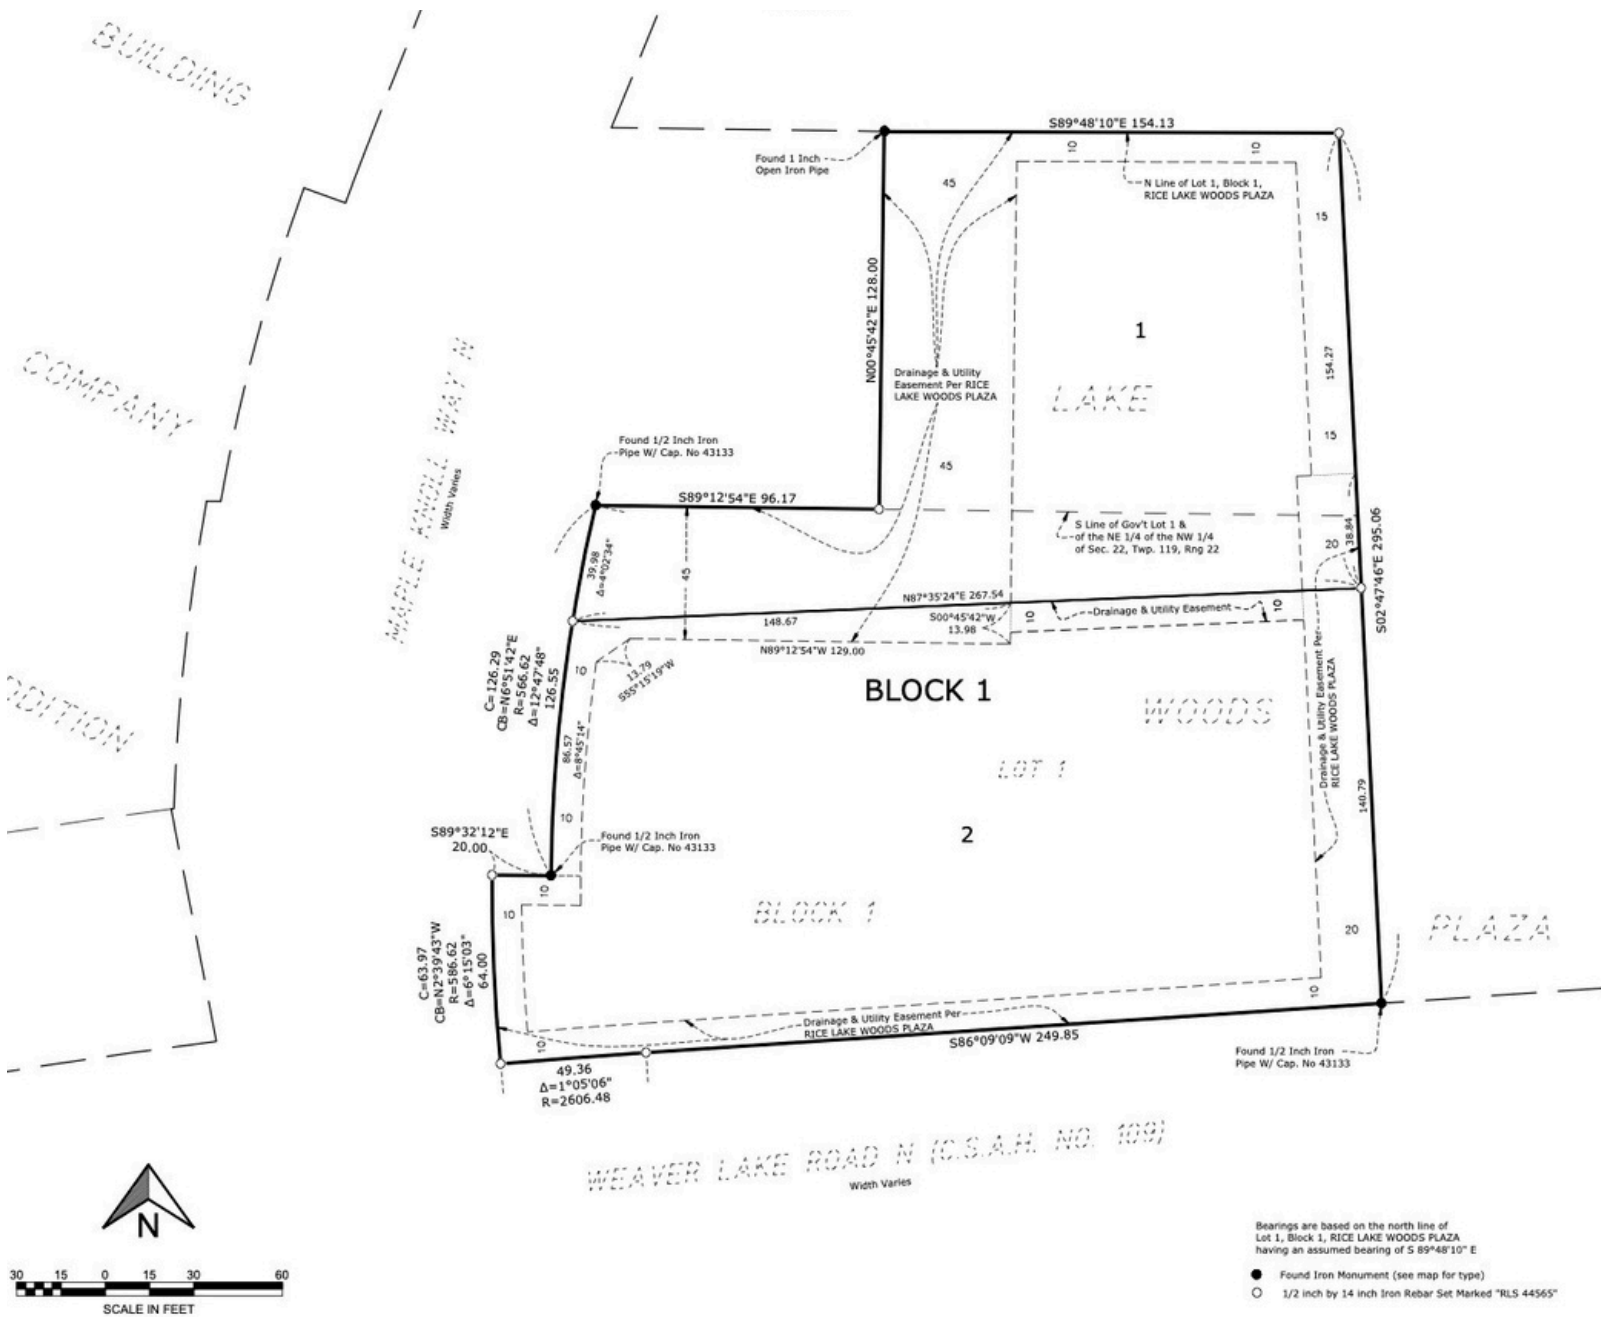 BUILDING
S89°48'10"E 154.13
Found 1 Inch
Open Iron Pipe
10
10
45
N Line of Lot 1, Block 1,
RICE LAKE WOODS PLAZA
15
N00°45'42"E 128.00
1
COMPANY
MAPLE KNOLL WAY N
Width Varies
154.27
Drainage & Utility
Easement Per RICE
LAKE WOODS PLAZA
LAKE
Found 1/2 Inch Iron
Pipe W/ Cap. No 43133
15
45
S89°12'54"E 96.17
S Line of Gov't Lot 1 &
of the NE 1/4 of the NW 1/4
of Sec. 22, Twp. 119, Rng 22
38.84
20
S02°47'46"E 295.06
39.98
Δ=4°02'34"
45
N87°35'24"E 267.54
148.67
S00°45'42"W
13.98
10
Drainage & Utility Easement
10
N89°12'54"W 129.00
C=126.29
CB=N6°51'42"E
R=566.62
Δ=12°47'48"
126.55
10
13.79
S55°15'19"W
BLOCK 1
WOODS
Drainage & Utility Easement Per
RICE LAKE WOODS PLAZA
DDITION
86.57
Δ=8°45'14"
LOT 1
140.79
10
2
S89°32'12"E
20.00
Found 1/2 Inch Iron
Pipe W/ Cap. No 43133
10
10
BLOCK 1
20
PLAZA
C=63.97
CB=N2°39'43"W
R=586.62
Δ=6°15'03"
64.00
10
10
Drainage & Utility Easement Per
RICE LAKE WOODS PLAZA
S86°09'09"W 249.85
Found 1/2 Inch Iron
Pipe W/ Cap. No 43133
49.36
Δ=1°05'06"
R=2606.48
WEAVER LAKE ROAD N (C.S.A.H. NO. 109)
Width Varies
N
30 15 0 15 30 60
SCALE IN FEET
Bearings are based on the north line of
Lot 1, Block 1, RICE LAKE WOODS PLAZA
having an assumed bearing of S 89°48'10" E
Found Iron Monument (see map for type)
1/2 inch by 14 inch Iron Rebar Set Marked "RLS 44565"